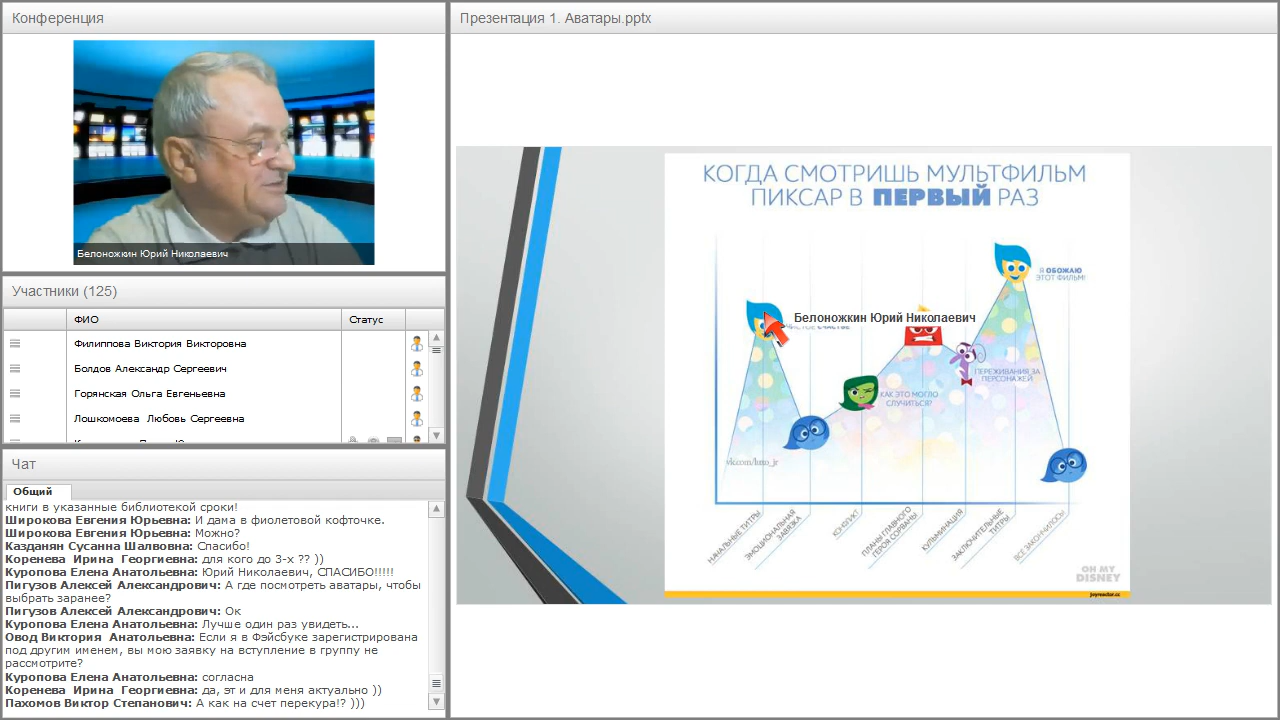 Конференция
Белоножкин Юрий Николаевич
Участники (125)
ФИО
Статус
Филиппова Виктория Викторовна
Болдов Александр Сергеевич
Горянская Ольга Евгеньевна
Лошкомоева Любовь Сергеевна
Чат
Общий
книги в указанные библиотекой сроки!
Широкова Евгения Юрьевна: И дама в фиолетовой кофточке.
Широкова Евгения Юрьевна: Можно?
Казданян Сусанна Шалвовна: Спасибо!
Коренева Ирина Георгиевна: для кого до 3-х ?? ))
Куропова Елена Анатольевна: Юрий Николаевич, СПАСИБО!!!!!
Пигузов Алексей Александрович: А где посмотреть аватары, чтобы
выбрать заранее?
Пигузов Алексей Александрович: Ок
Куропова Елена Анатольевна: Лучше один раз увидеть...
Овод Виктория Анатольевна: Если я в Фэйсбуке зарегистрирована
под другим именем, вы мою заявку на вступление в группу не
рассмотрите?
Куропова Елена Анатольевна: согласна
Коренева Ирина Георгиевна: да, эт и для меня актуально ))
Пахомов Виктор Степанович: А как на счет перекура!? )))
Презентация 1. Аватары.pptx
КОГДА СМОТРИШЬ МУЛЬТФИЛЬМ
ПИКСАР В ПЕРВЫЙ РАЗ
Я ОБОЖАЮ
ЭТОТ ФИЛЬМ!
Белоножкин Юрий Николаевич
ЧИСТОЕ СЧАСТЬЕ
ПЕРЕЖИВАНИЯ ЗА
ПЕРСОНАЖЕЙ
КАК ЭТО МОГЛО
СЛУЧИТЬСЯ?
НАЧАЛЬНЫЕ ТИТРЫ
ЭМОЦИОНАЛЬНАЯ
ЗАВЯЗКА
КОНФЛИКТ
ПЛАНЫ ГЛАВНОГО
ГЕРОЯ СОРВАНЫ
КУЛЬМИНАЦИЯ
ЗАКЛЮЧИТЕЛЬНЫЕ
ТИТРЫ
ВСЕ ЗАКОНЧИЛОСЬ
OH MY
DISNEY
joyreactor.cc